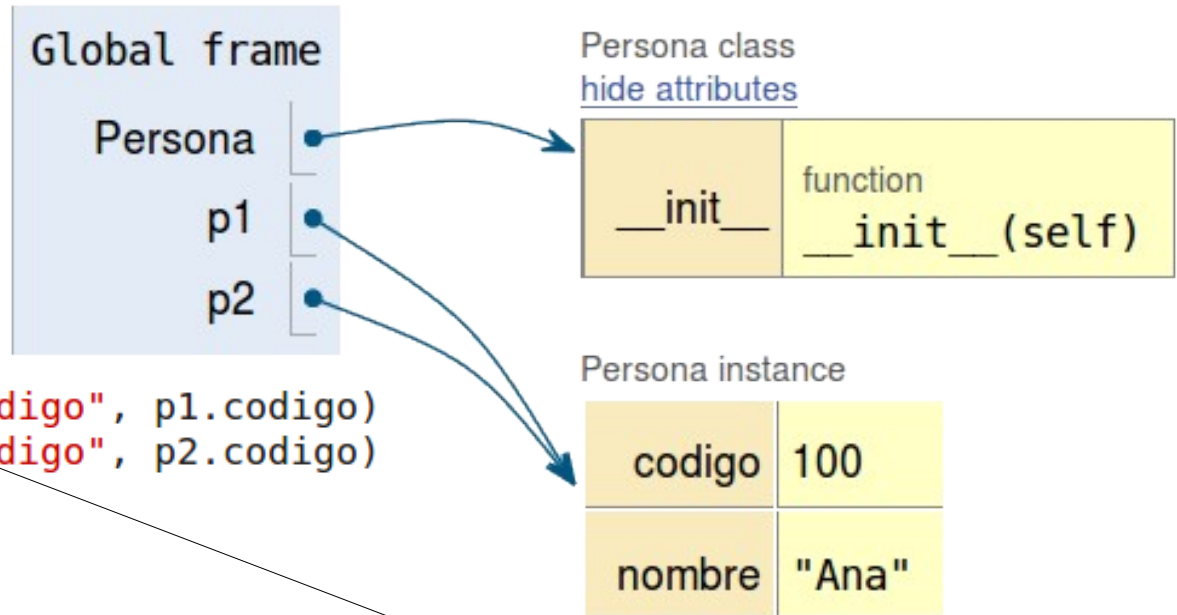 Global frame
Persona
p1
p2
Persona class
hide attributes
__init__
function
__init__(self)
digo", p1.codigo)
digo", p2.codigo)
Persona instance
codigo 100
nombre "Ana"